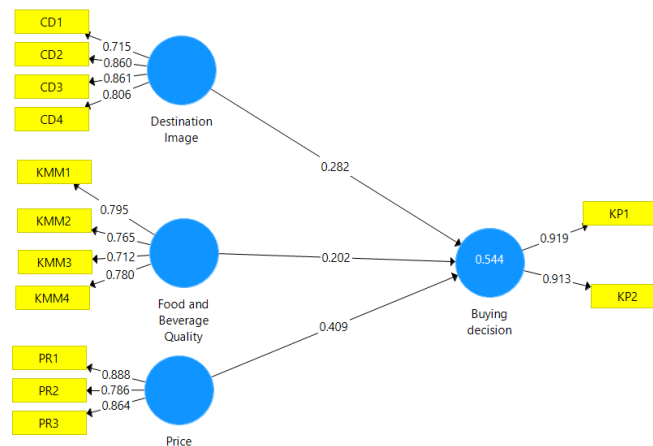 CD1
0.715
CD2
0.860
CD3
0.861
CD4
0.806
Destination
Image
0.282
KMM1
0.795
KMM2
0.765
KMM3
0.712
KMM4
0.780
Food and
Beverage
Quality
0.202
PR1
0.888
PR2
0.786
PR3
0.864
Price
0.409
0.544
Buying
decision
KP1
0.919
0.913
KP2